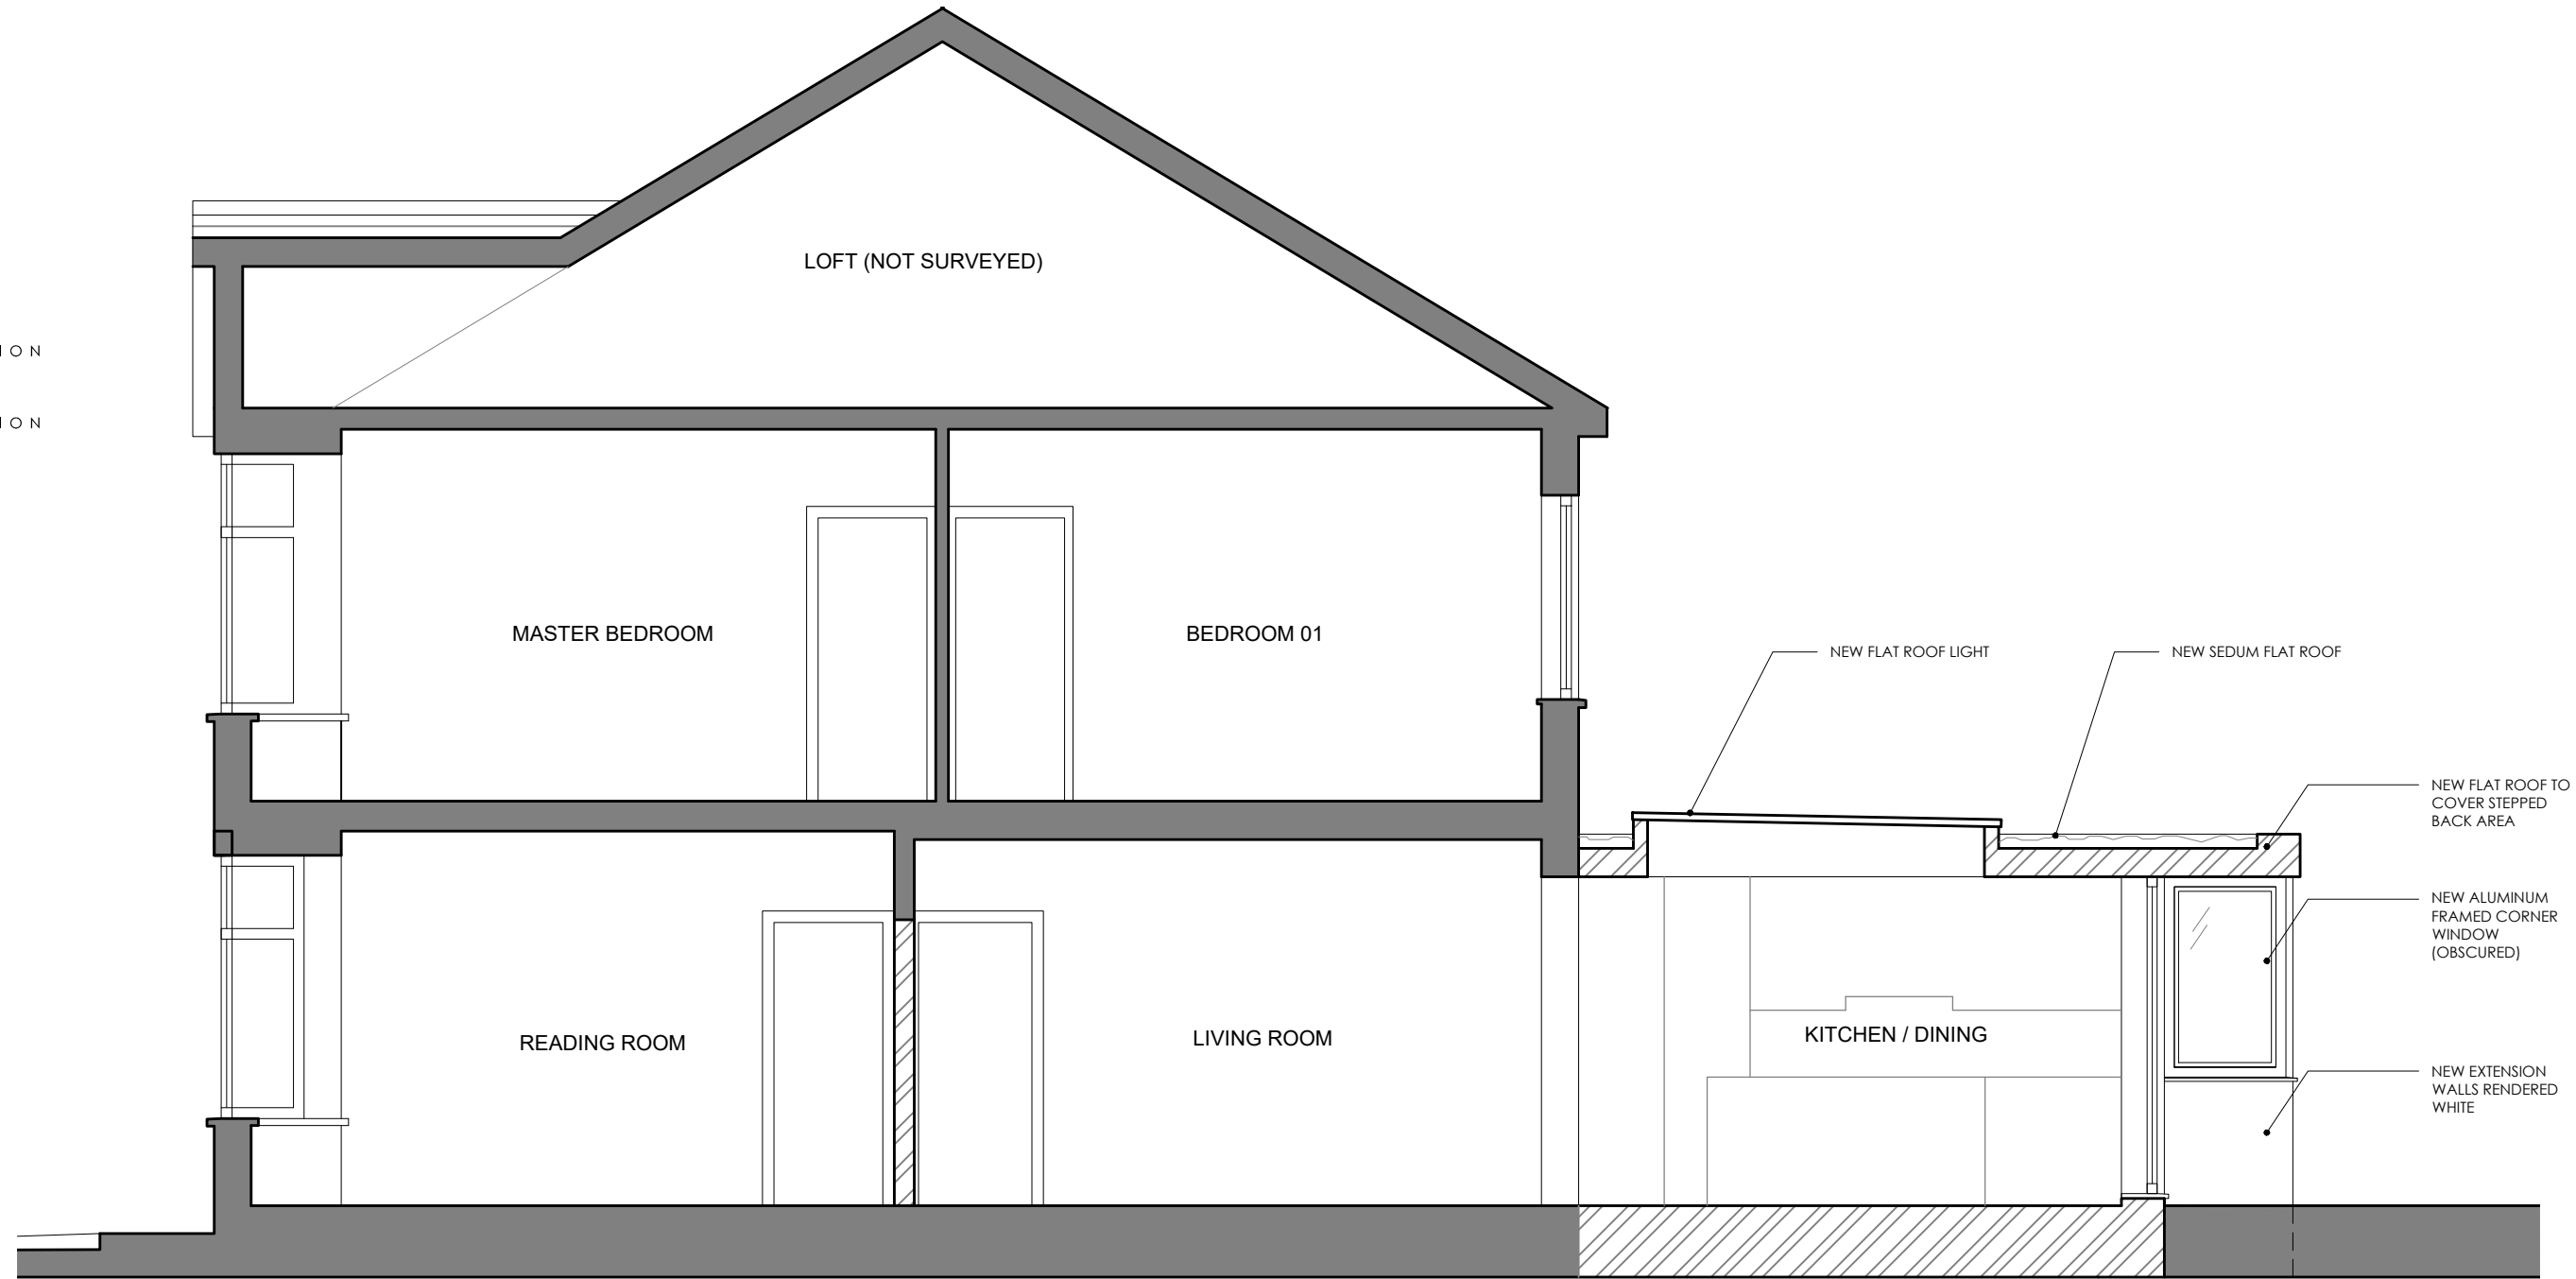 LOFT (NOT SURVEYED)
ION
ION
MASTER BEDROOM
BEDROOM 01
NEW FLAT ROOF LIGHT
NEW SEDUM FLAT ROOF
NEW FLAT ROOF TO
COVER STEPPED
BACK AREA
NEW ALUMINUM
FRAMED CORNER
WINDOW
(OBSCURED)
READING ROOM
LIVING ROOM
KITCHEN / DINING
NEW EXTENSION
WALLS RENDERED
WHITE